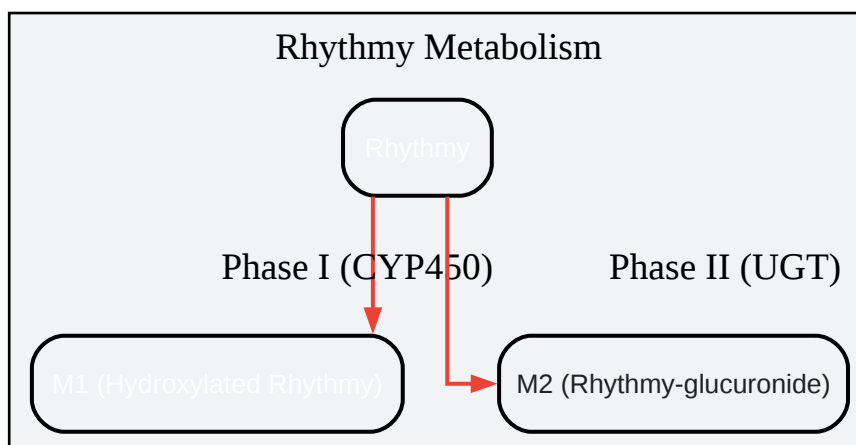 Rhythmy Metabolism
Rhythmy
Phase I (CYP450)
Phase II (UGT)
M1 (Hydroxylated Rhythmy)
M2 (Rhythmy-glucuronide)